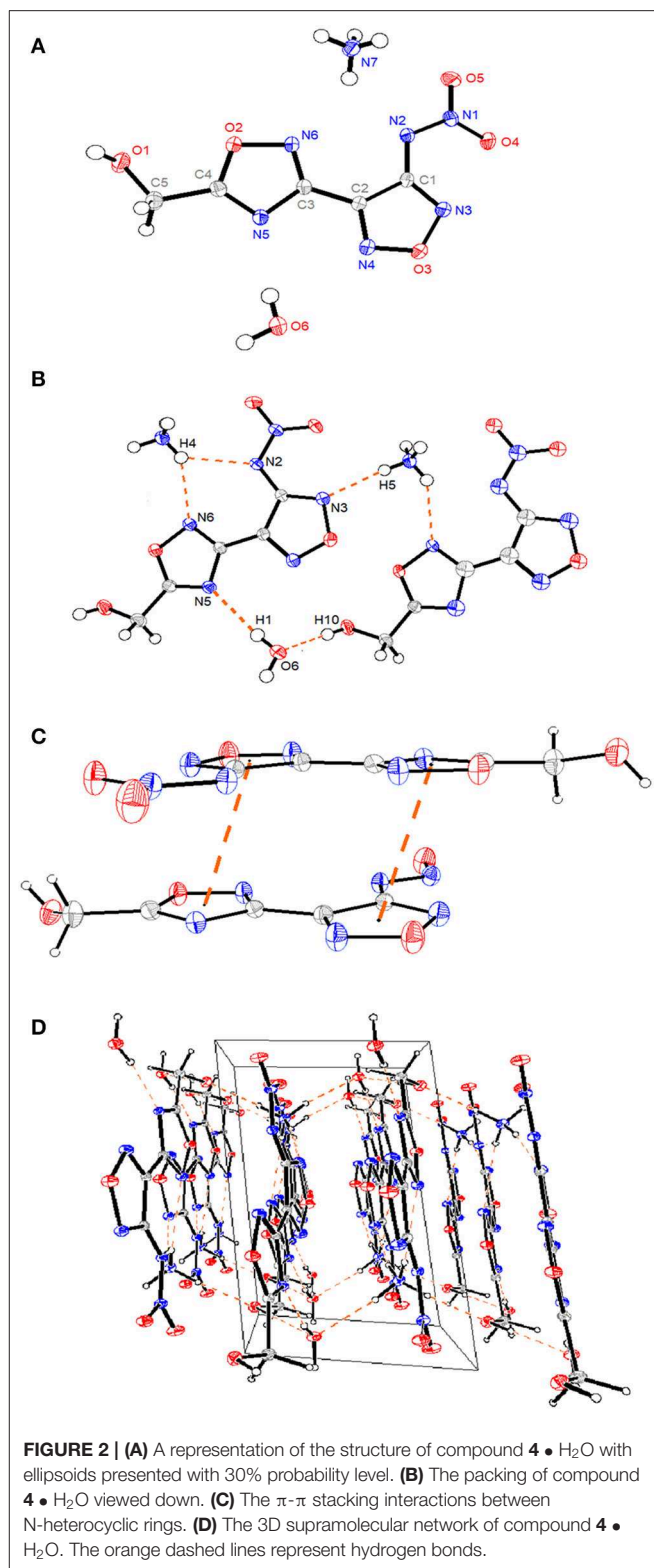 A
N7
O5
N2
N1
O2
N6
O1
O4
C4
C2
C1
C5
C3
N3
N5
N4
O3
O6
B
H4
N2
H5
N3
N6
N5
H1
H10
O6
C
D
FIGURE 2 | (A) A representation of the structure of compound 4 • H₂O with
ellipsoids presented with 30% probability level. (B) The packing of compound
4 • H₂O viewed down. (C) The π-π stacking interactions between
N-heterocyclic rings. (D) The 3D supramolecular network of compound 4 •
H₂O. The orange dashed lines represent hydrogen bonds.